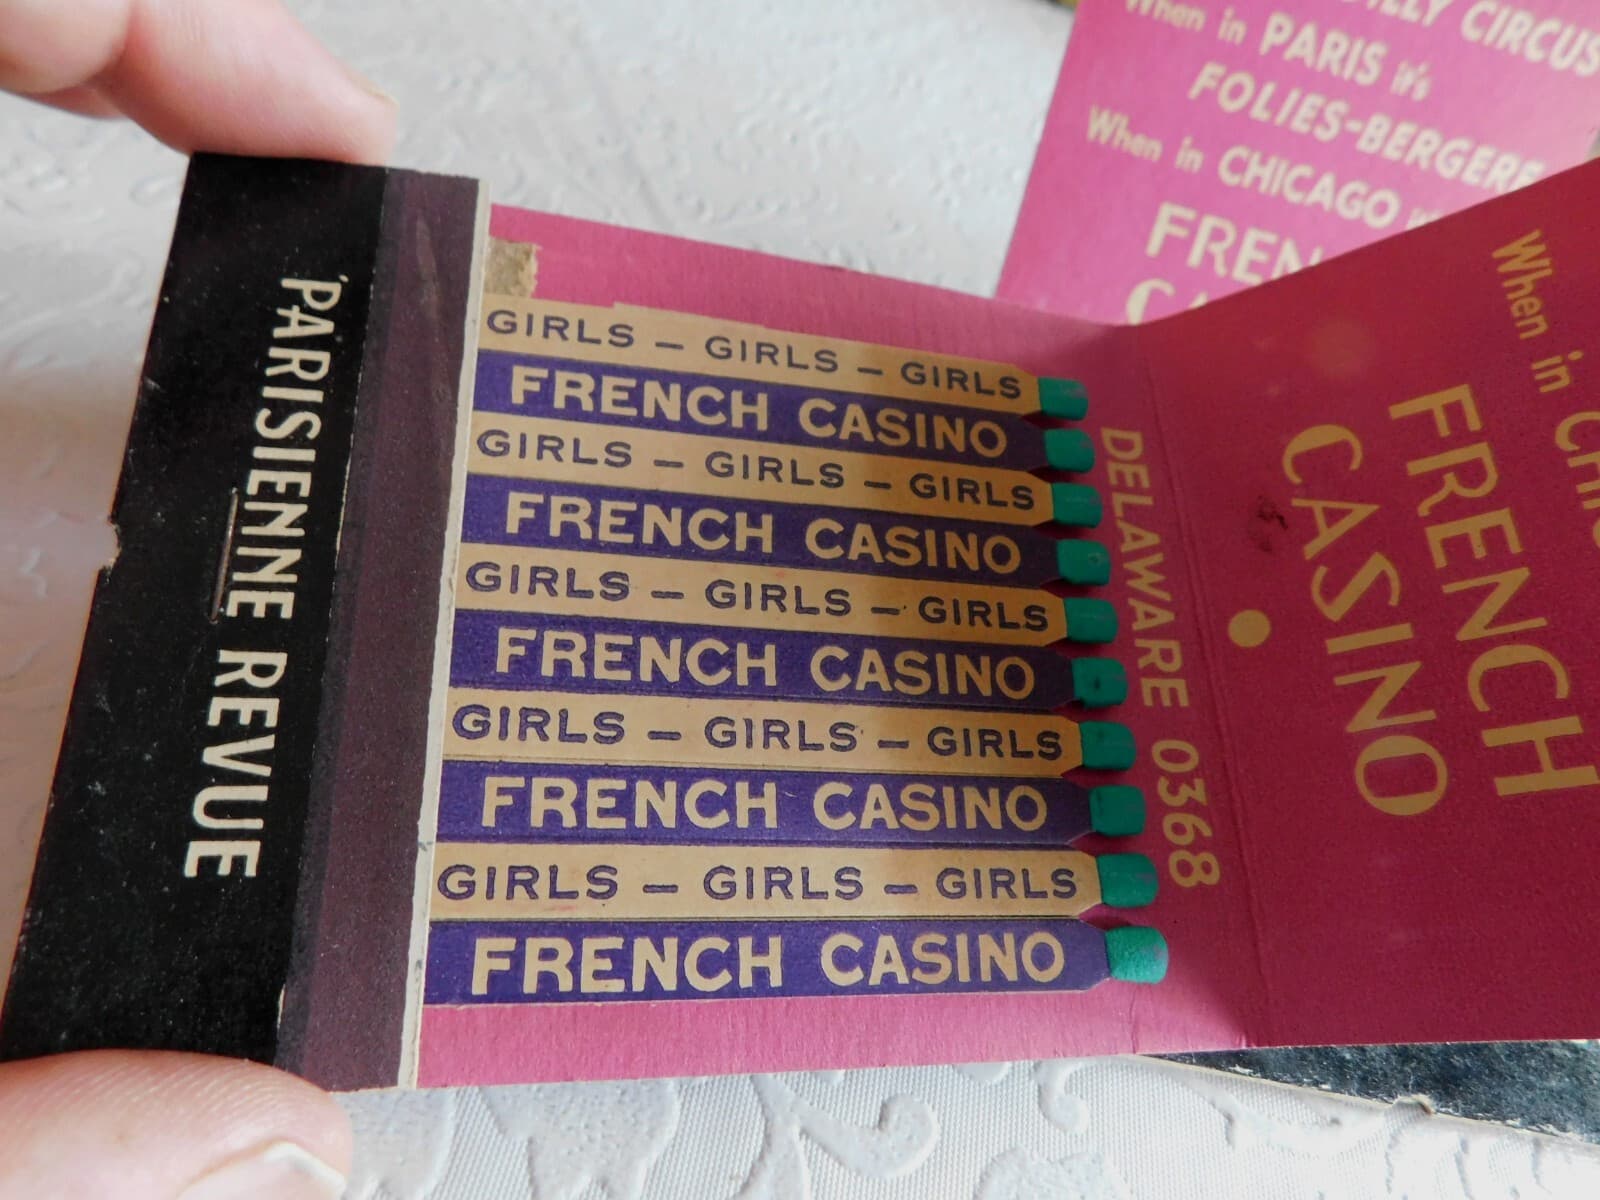 PARISIENNE REVUE
GIRLS — GIRLS — GIRLS
FRENCH CASINO
GIRLS — GIRLS — GIRLS
FRENCH CASINO
GIRLS — GIRLS — GIRLS
FRENCH CASINO
GIRLS — GIRLS — GIRLS
FRENCH CASINO
GIRLS — GIRLS — GIRLS
FRENCH CASINO
DELAWARE 0368
When in
FRENCH
CASINO
CIRCUS
When in PARIS it's
FOLIES-BERGERE
When in CHICAGO